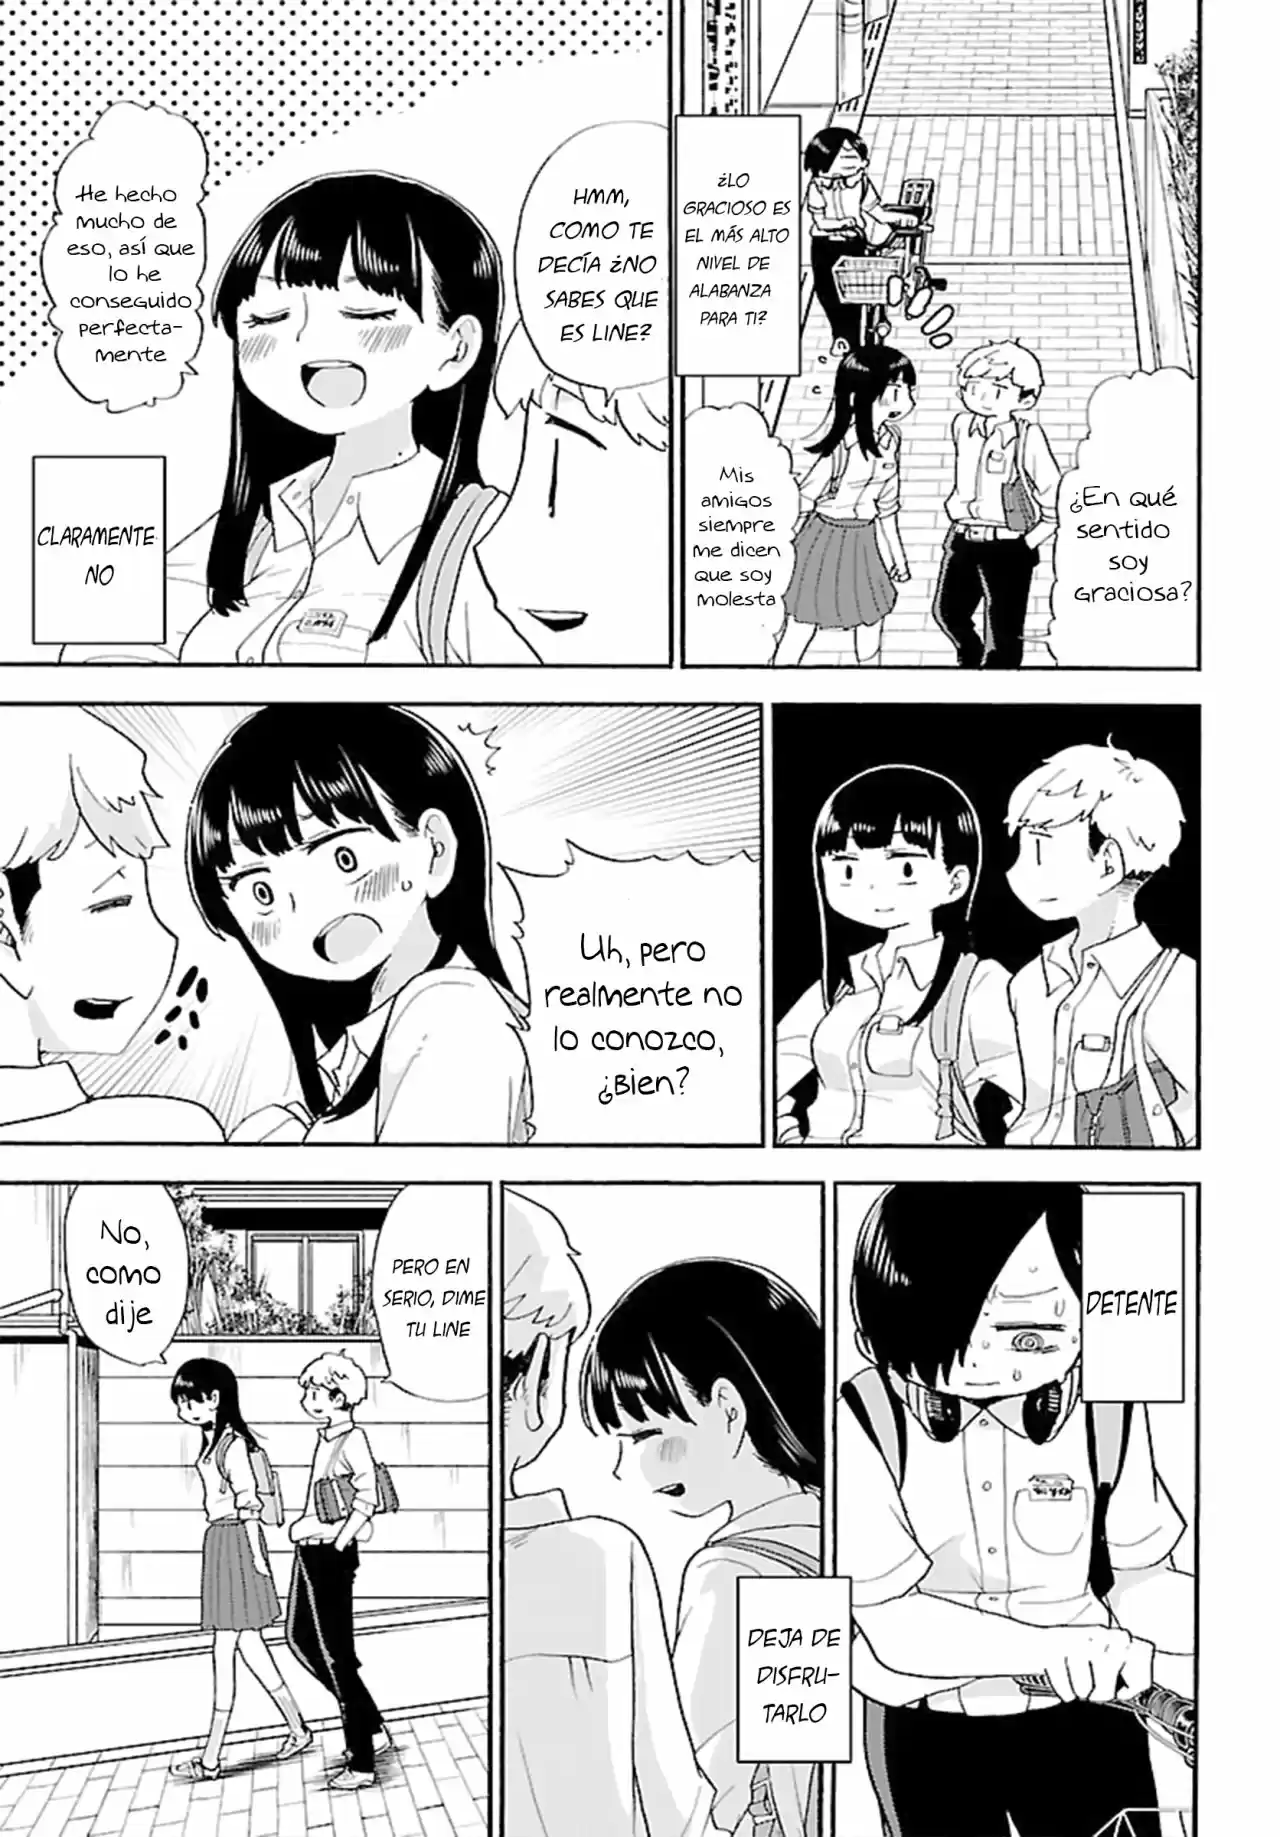 ¿LO
GRACIOSO ES
EL MÁS ALTO
NIVEL DE
ALABANZA
PARA TI?
¿En qué
sentido
soy
graciosa?
Mis
amigos
siempre
me dicen
que soy
molesta
HMM,
COMO TE
DECÍA ¿NO
SABES QUE
ES LINE?
He hecho
mucho de
eso, así que
lo he
conseguido
perfecta-
mente
CLARAMENTE
NO
Uh, pero
realmente no
lo conozco,
¿Bien?
DETENTE
DEJA DE
DISFRU-
TARLO
PERO EN
SERIO, DIME
TU LINE
No,
como
dije